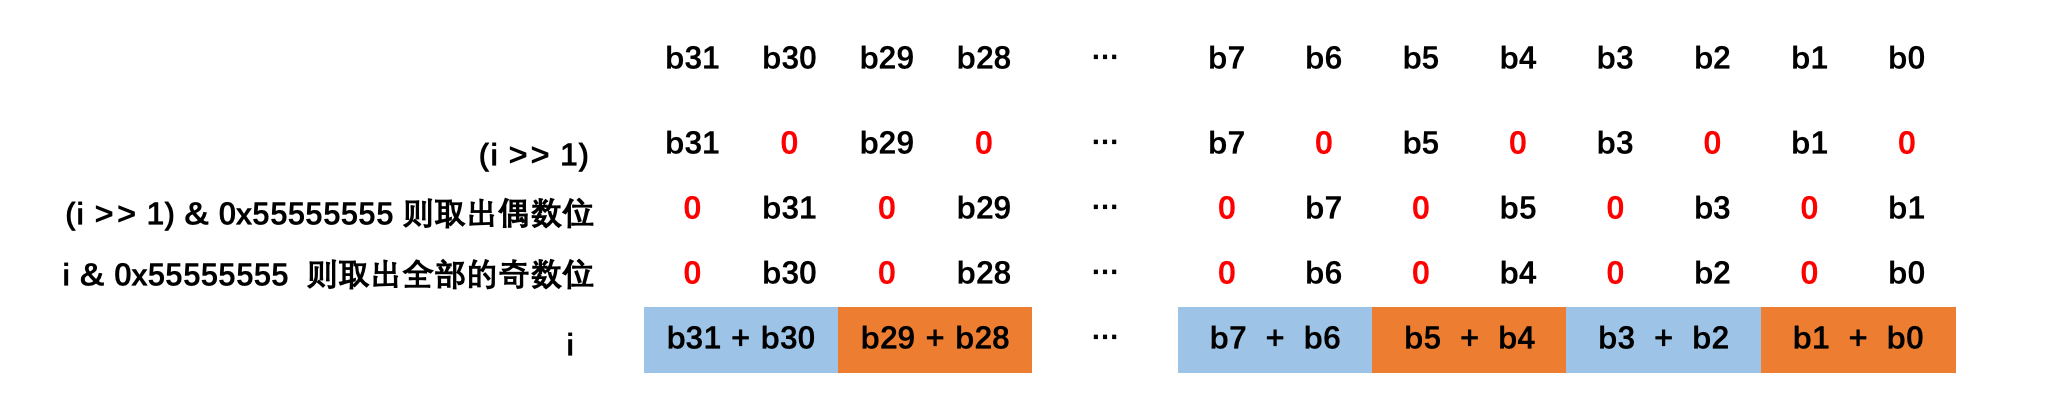 b31 b30 b29 b28 ... b7 b6 b5 b4 b3 b2 b1 b0
(i >> 1) b31 0 b29 0 ... b7 0 b5 0 b3 0 b1 0
(i >> 1) & 0x55555555 则取出偶数位 0 b31 0 b29 ... 0 b7 0 b5 0 b3 0 b1
i & 0x55555555 则取出全部的奇数位 0 b30 0 b28 ... 0 b6 0 b4 0 b2 0 b0
i b31 + b30 b29 + b28 ... b7 + b6 b5 + b4 b3 + b2 b1 + b0